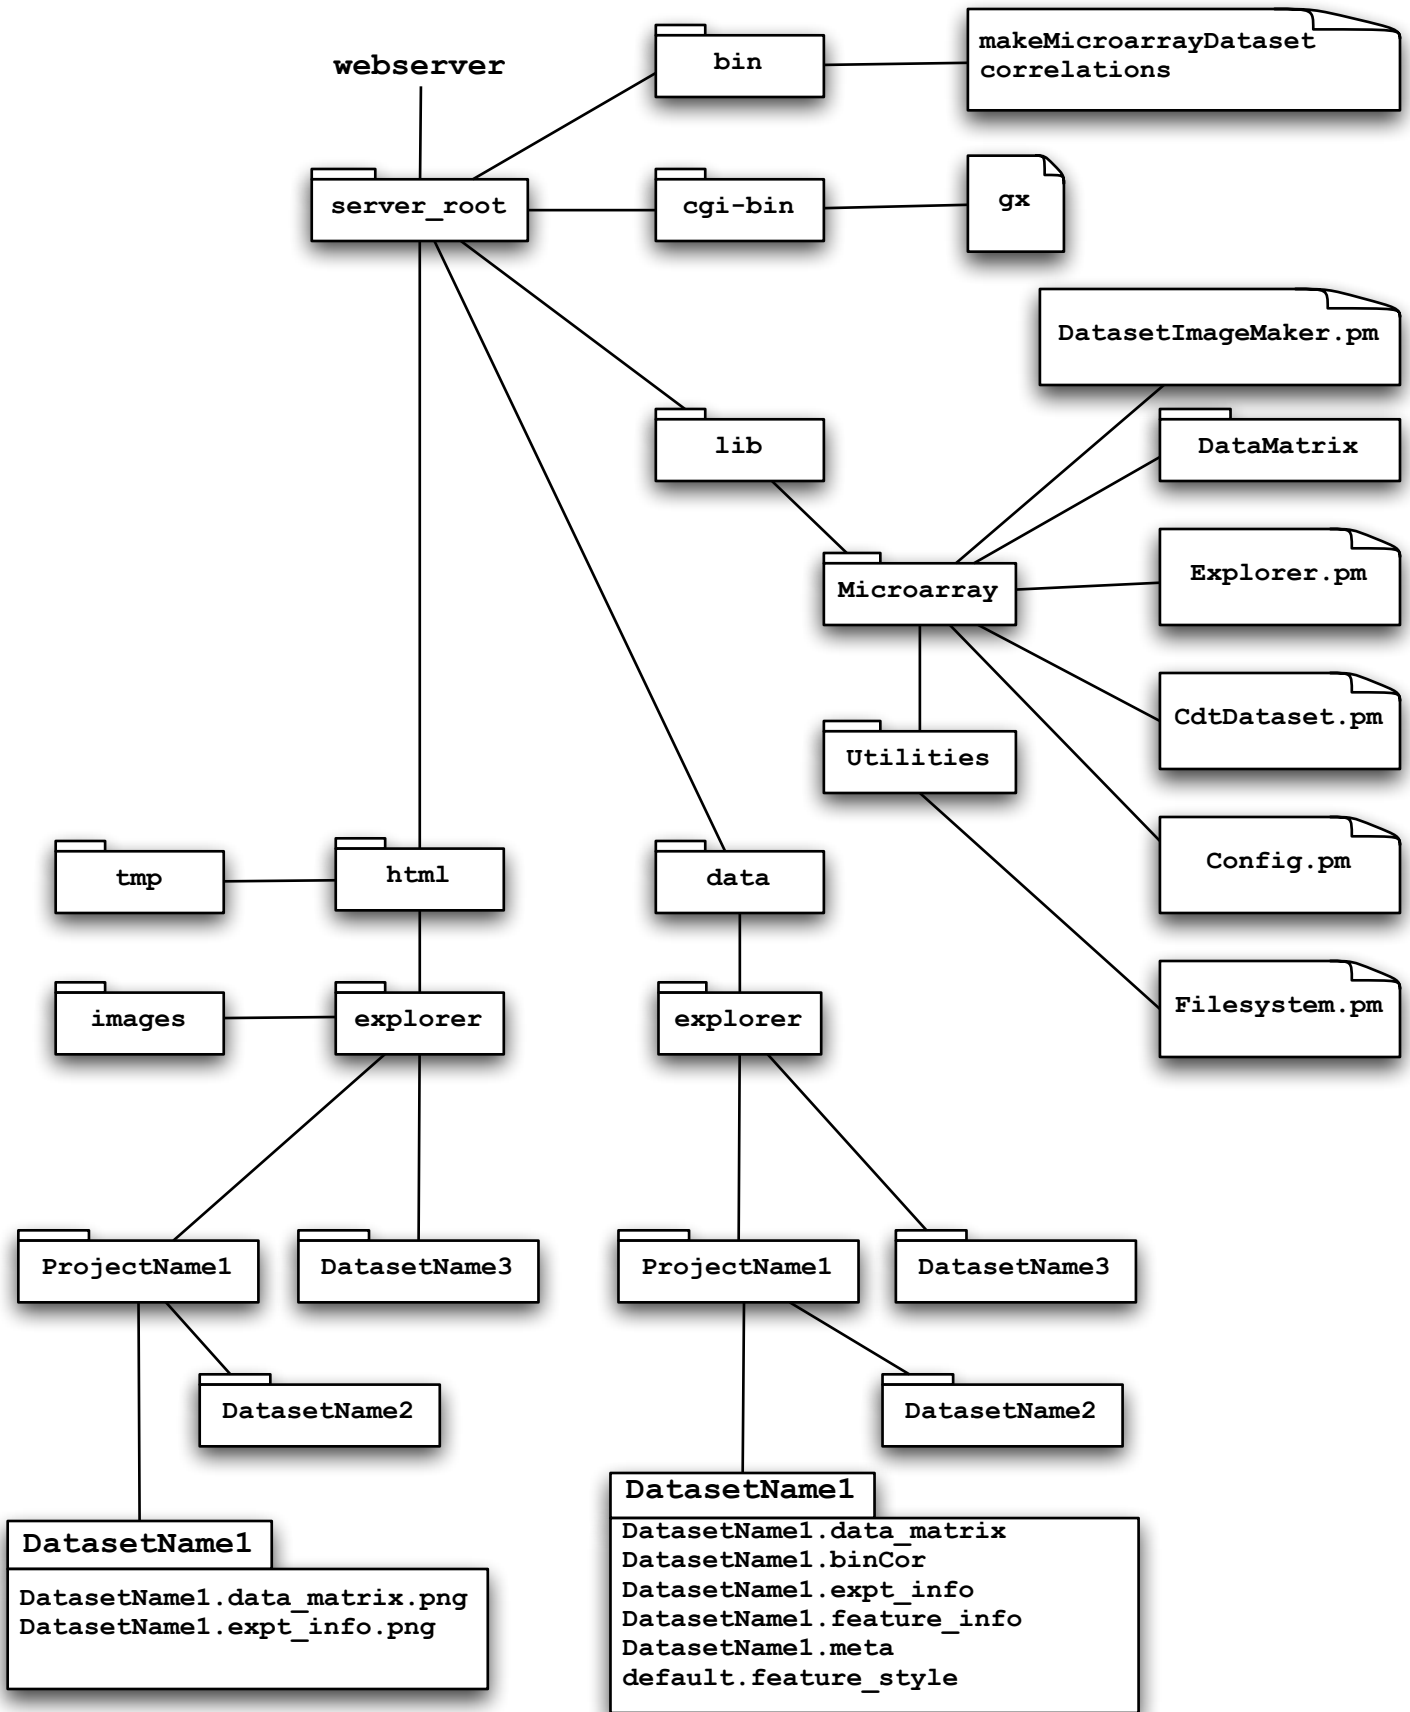 makeMicroarrayDataset
correlations
webserver
bin
server_root
cgi-bin
gx
DatasetImageMaker.pm
lib
DataMatrix
Microarray
Explorer.pm
CdtDataset.pm
Utilities
Config.pm
tmp
html
data
Filesystem.pm
images
explorer
explorer
ProjectName1
DatasetName3
ProjectName1
DatasetName3
DatasetName2
DatasetName2
DatasetName1
DatasetName1.data_matrix.png
DatasetName1.expt_info.png
DatasetName1
DatasetName1.data_matrix
DatasetName1.binCor
DatasetName1.expt_info
DatasetName1.feature_info
DatasetName1.meta
default.feature_style